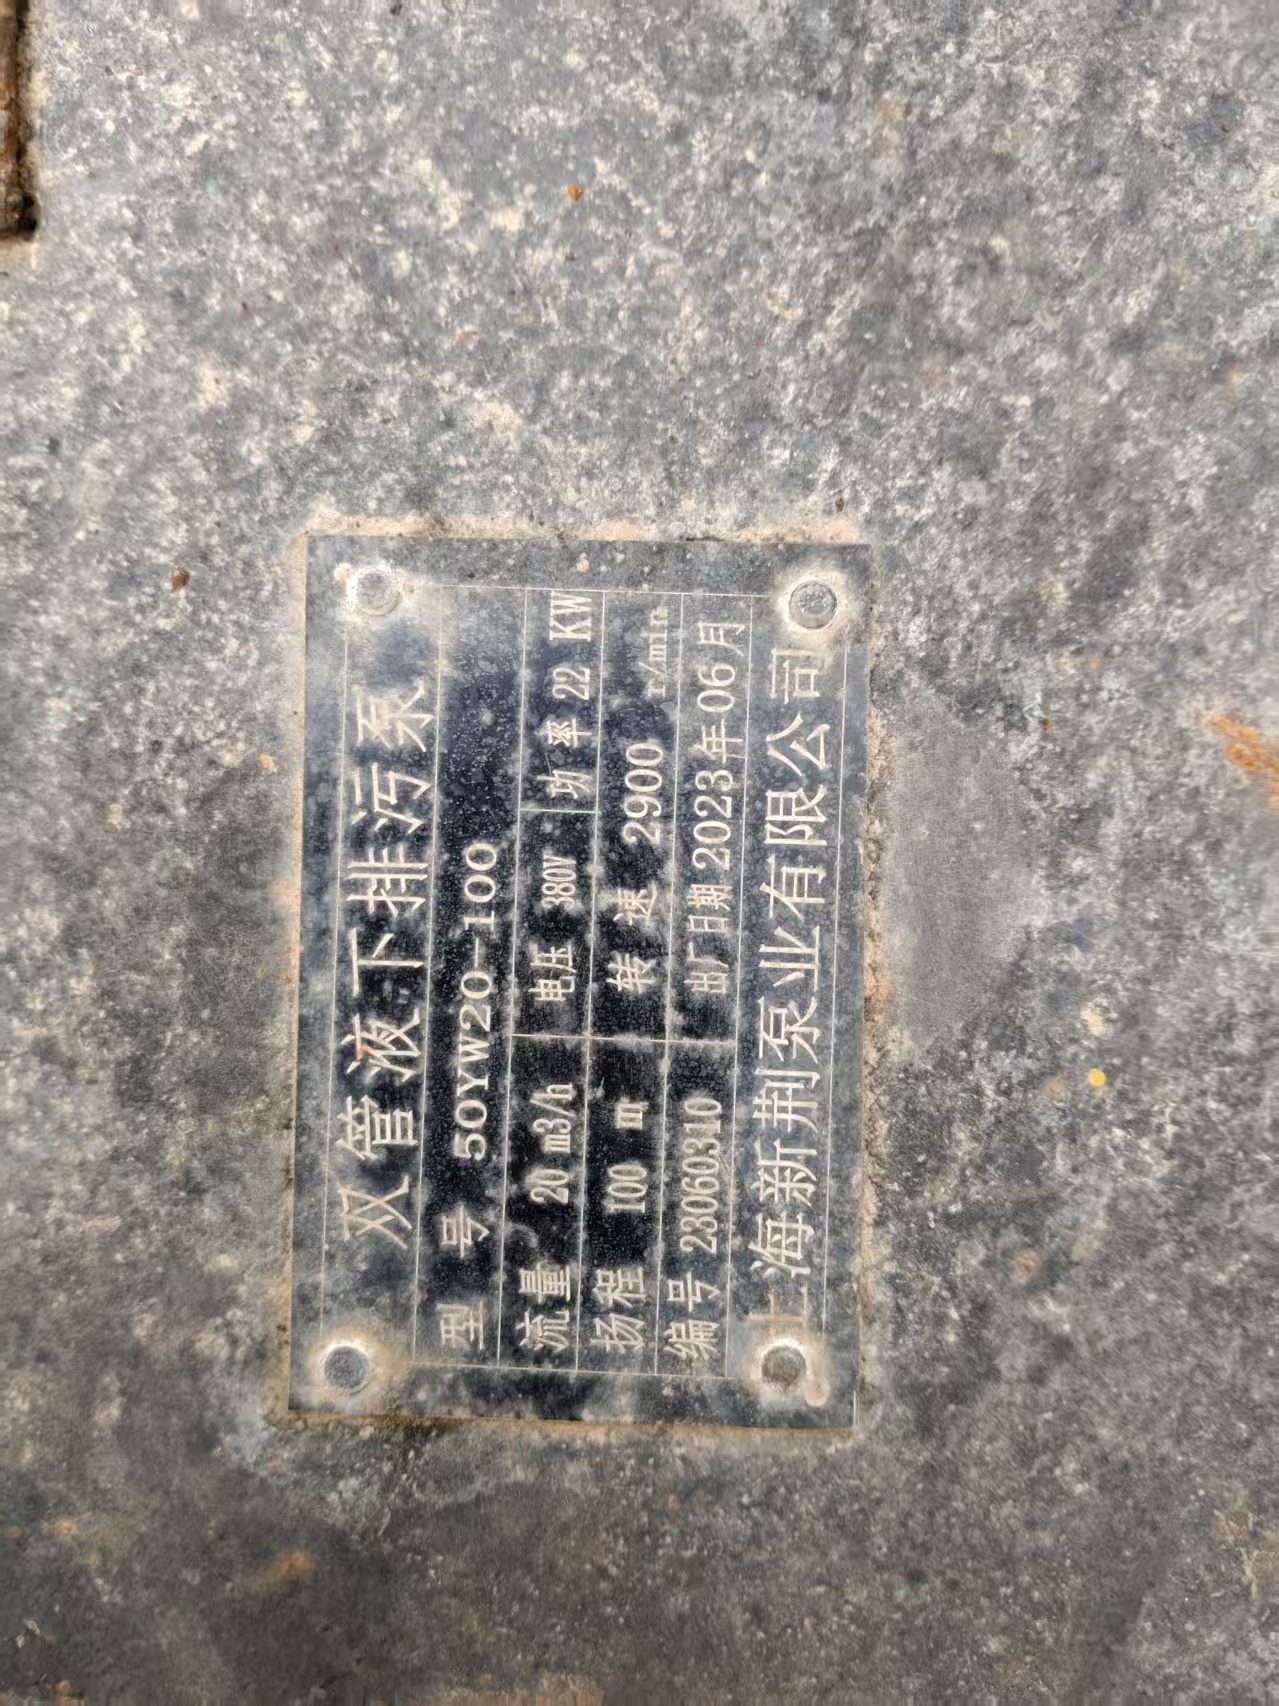 双管液下排污泵
型 号 50YW20-100
流量 20 m3/h 电压 380V 功率 22 KW
扬程 100 m 转速 2900 r/min
编号 23060310 出厂日期 2023年06月
上海新荆泵业有限公司